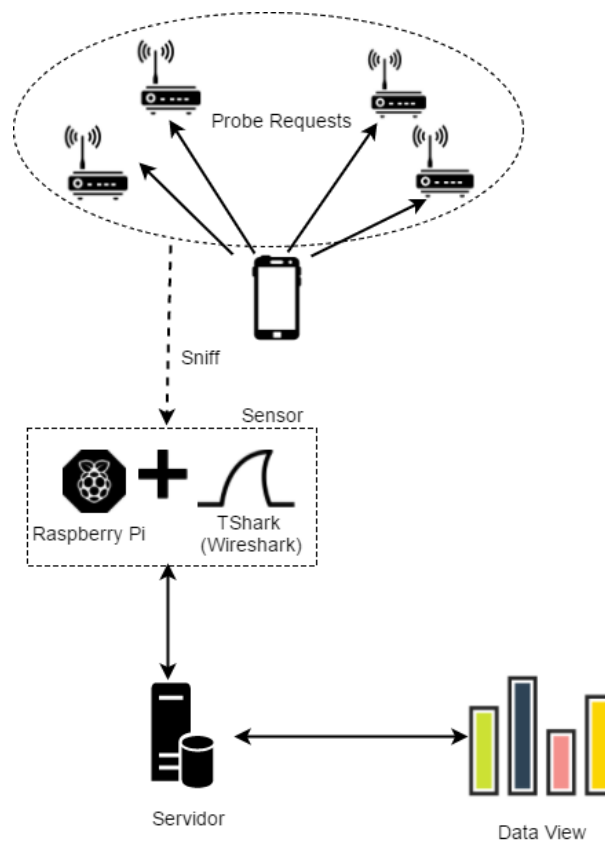 Probe Requests
Sniff
Sensor
Raspberry Pi
TShark
(Wireshark)
Servidor
Data View